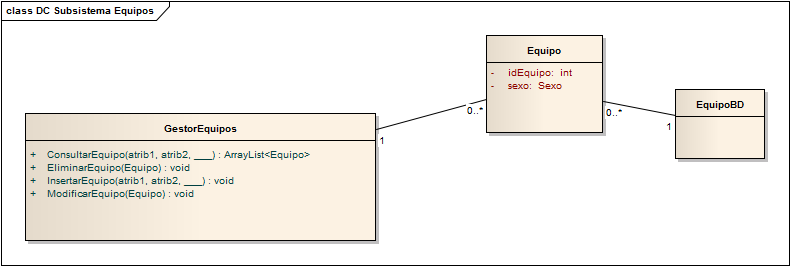 class DC Subsistema Equipos
Equipo
- idEquipo: int
- sexo: Sexo
EquipoBD
GestorEquipos
+ ConsultarEquipo(atrib1, atrib2, ___) : ArrayList<Equipo>
+ EliminarEquipo(Equipo) : void
+ InsertarEquipo(atrib1, atrib2, ___) : void
+ ModificarEquipo(Equipo) : void
1
0..*
0..*
1